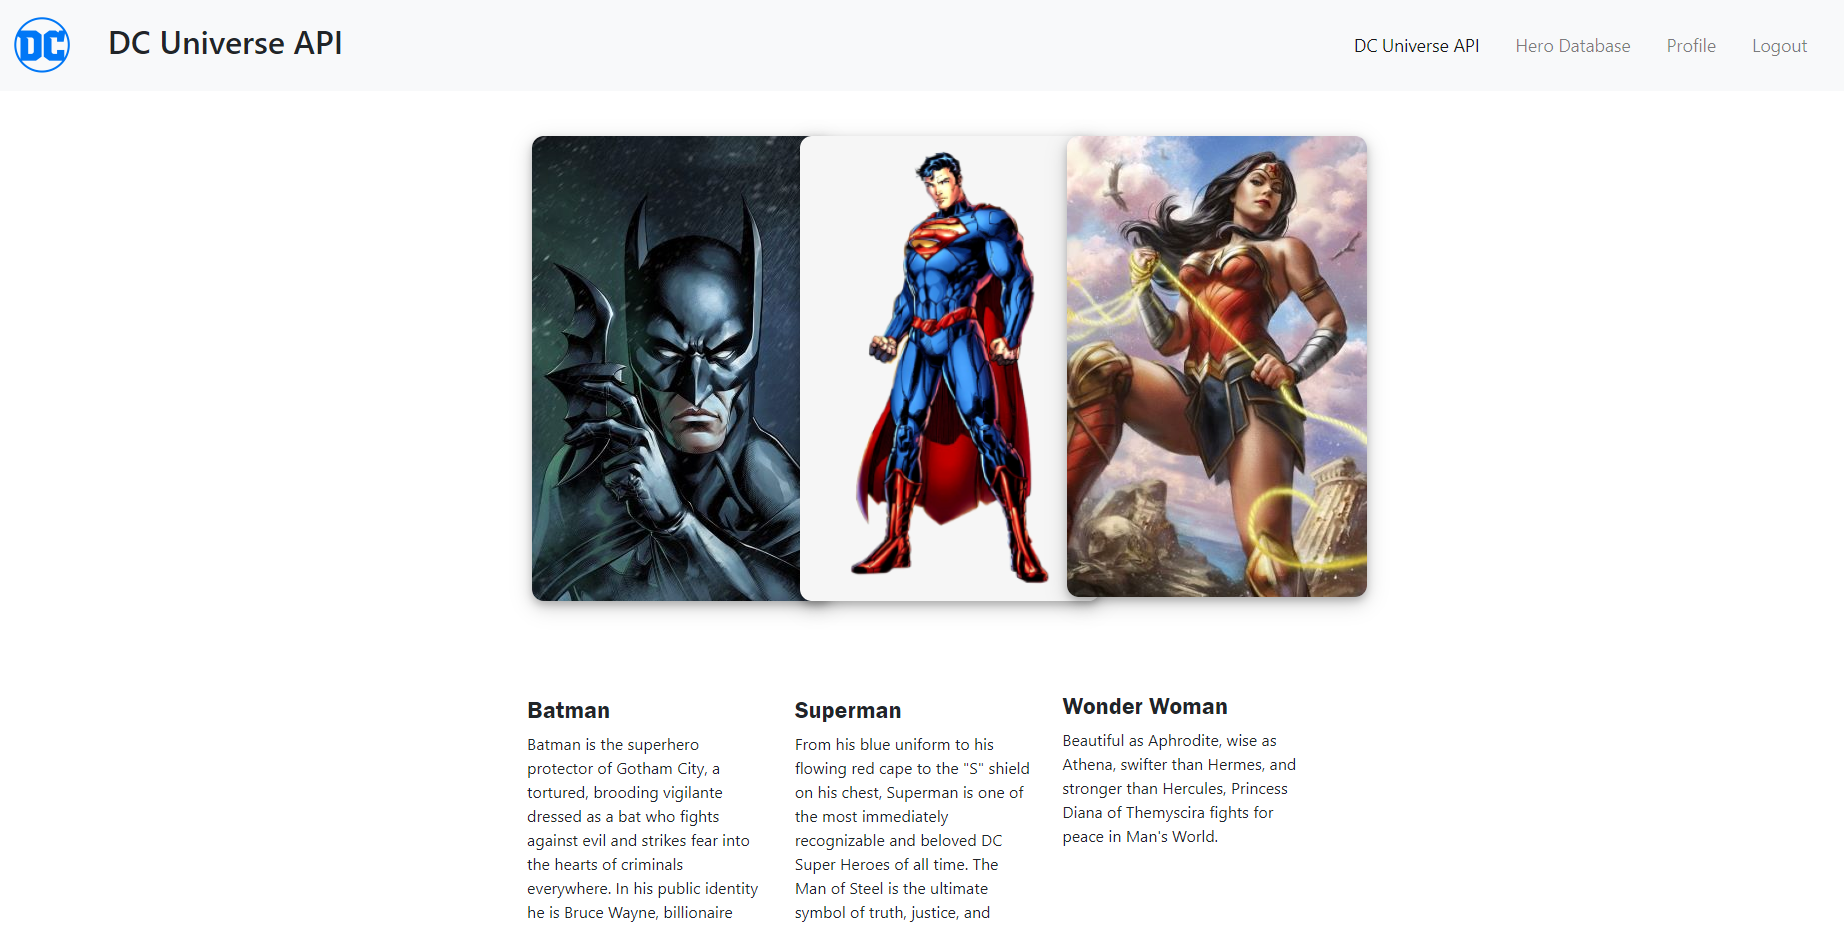 DC
DC Universe API
DC Universe API
Hero Database
Profile
Logout
Batman
Batman is the superhero
protector of Gotham City, a
tortured, brooding vigilante
dressed as a bat who fights
against evil and strikes fear into
the hearts of criminals
everywhere. In his public identity
he is Bruce Wayne, billionaire
Superman
From his blue uniform to his
flowing red cape to the "S" shield
on his chest, Superman is one of
the most immediately
recognizable and beloved DC
Super Heroes of all time. The
Man of Steel is the ultimate
symbol of truth, justice, and
Wonder Woman
Beautiful as Aphrodite, wise as
Athena, swifter than Hermes, and
stronger than Hercules, Princess
Diana of Themyscira fights for
peace in Man's World.